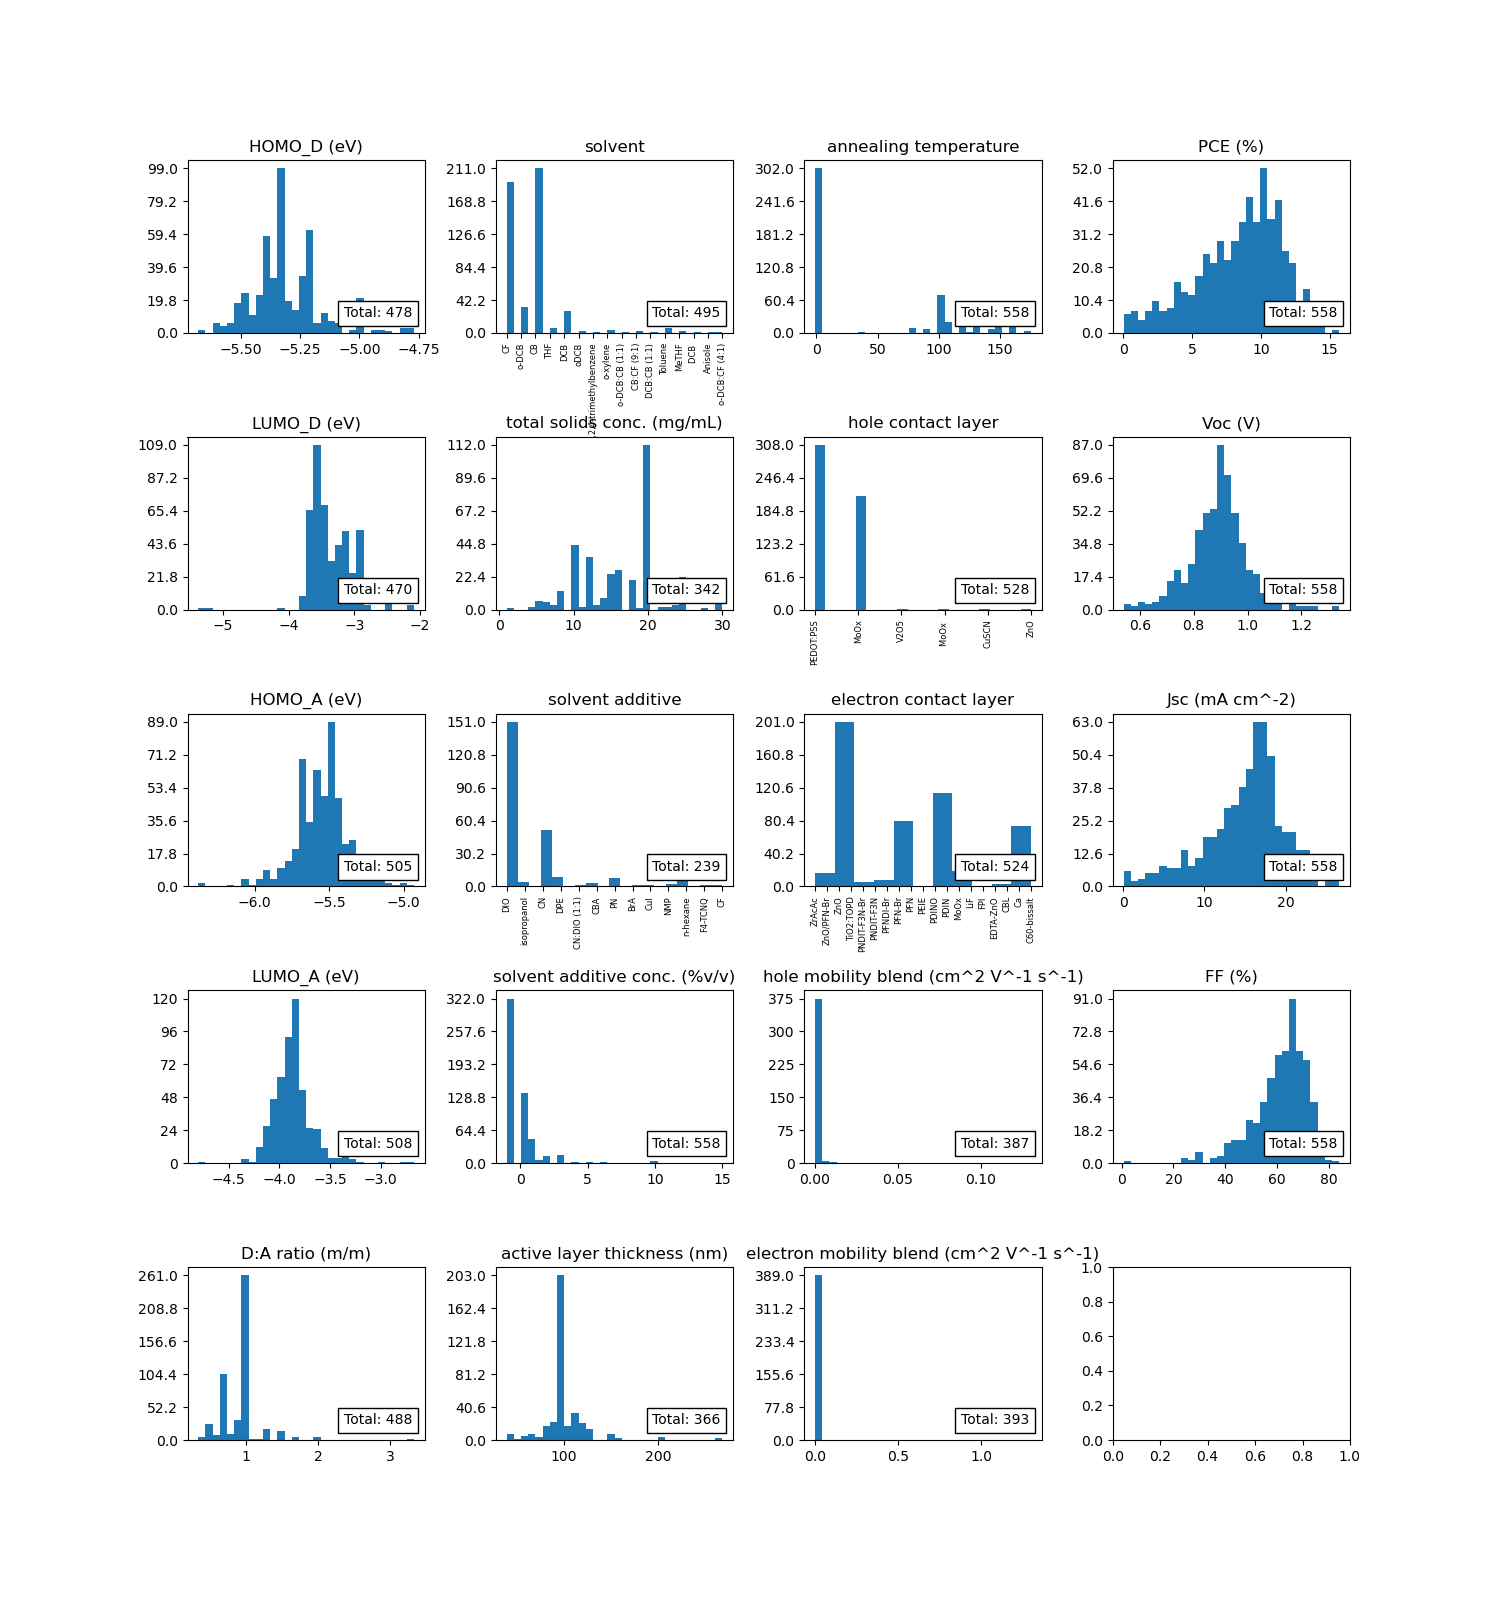 HOMO_D (eV)
99.0
79.2
59.4
39.6
19.8
0.0
Total: 478
−5.50 −5.25 −5.00 −4.75
solvent
211.0
168.8
126.6
84.4
42.2
0.0
Total: 495
CF
o-DCB
CB
THF
DCB
oDCB
o-xylene
o-DCB:CB (1:1)
CB:CF (9:1)
DCB:CB (1:1)
Toluene
MeTHF
DCB
Anisole
o-DCB:CF (4:1)
annealing temperature
302.0
241.6
181.2
120.8
60.4
0.0
Total: 558
0 50 100 150
PCE (%)
52.0
41.6
31.2
20.8
10.4
0.0
Total: 558
0 5 10 15
LUMO_D (eV)
109.0
87.2
65.4
43.6
21.8
0.0
Total: 470
−5 −4 −3 −2
total solids conc. (mg/mL)
112.0
89.6
67.2
44.8
22.4
0.0
Total: 342
0 10 20 30
hole contact layer
308.0
246.4
184.8
123.2
61.6
0.0
Total: 528
PEDOT:PSS
MoOx
V2O5
MoOx
CuSCN
ZnO
Voc (V)
87.0
69.6
52.2
34.8
17.4
0.0
Total: 558
0.6 0.8 1.0 1.2
HOMO_A (eV)
89.0
71.2
53.4
35.6
17.8
0.0
Total: 505
−6.0 −5.5 −5.0
solvent additive
151.0
120.8
90.6
60.4
30.2
0.0
Total: 239
DIO
isopropanol
CN
DPE
CN:DIO (1:1)
CBA
PN
BrA
CuI
NMP
n-hexane
F4-TCNQ
CF
electron contact layer
201.0
160.8
120.6
80.4
40.2
0.0
Total: 524
ZrAcAc
ZnO/PFN-Br
ZnO
TiO2:TOPD
PNDIT-F3N-Br
PNDIT-F3N
PFNDI-Br
PFN-Br
PFN
PEIE
PDINO
PDIN
MoOx
LiF
FPI
EDTA-ZnO
CBL
Ca
C60-bissalt
Jsc (mA cm^-2)
63.0
50.4
37.8
25.2
12.6
0.0
Total: 558
0 10 20
LUMO_A (eV)
120
96
72
48
24
0
Total: 508
−4.5 −4.0 −3.5 −3.0
solvent additive conc. (%v/v)
322.0
257.6
193.2
128.8
64.4
0.0
Total: 558
0 5 10 15
hole mobility blend (cm^2 V^-1 s^-1)
375
300
225
150
75
0
Total: 387
0.00 0.05 0.10
FF (%)
91.0
72.8
54.6
36.4
18.2
0.0
Total: 558
0 20 40 60 80
D:A ratio (m/m)
261.0
208.8
156.6
104.4
52.2
0.0
Total: 488
1 2 3
active layer thickness (nm)
203.0
162.4
121.8
81.2
40.6
0.0
Total: 366
100 200
electron mobility blend (cm^2 V^-1 s^-1)
389.0
311.2
233.4
155.6
77.8
0.0
Total: 393
0.0 0.5 1.0
1.0
0.8
0.6
0.4
0.2
0.0
0.0 0.2 0.4 0.6 0.8 1.0